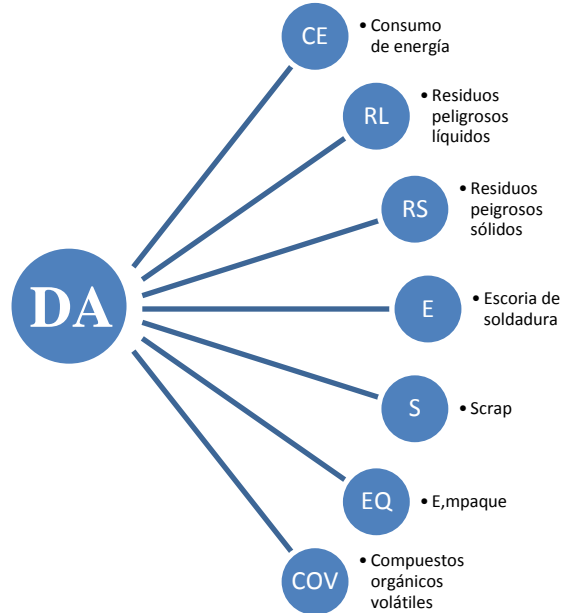 DA
CE
• Consumo
de energía
RL
• Residuos
peligrosos
líquidos
RS
• Residuos
peigrosos
sólidos
E
• Escoria de
soldadura
S
• Scrap
EQ
• E,mpaque
COV
• Compuestos
orgánicos
volátiles